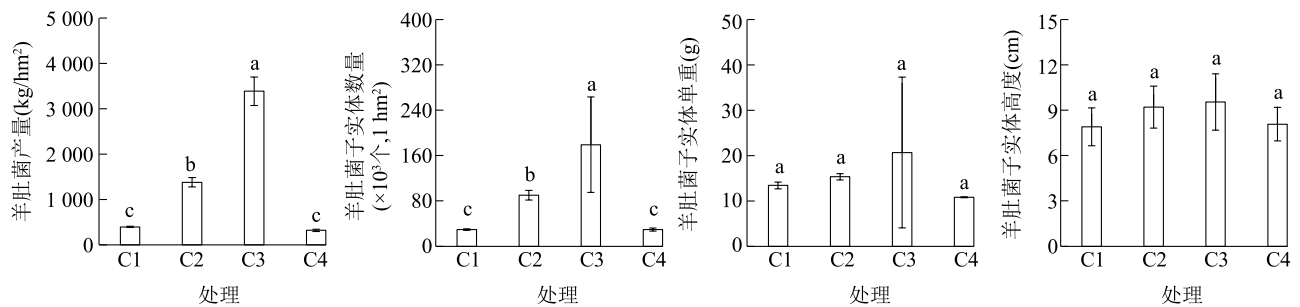 羊肚菌产量(kg/hm²)
5 000
4 000
3 000
2 000
1 000
0
c
b
a
c
C1 C2 C3 C4
处理
羊肚菌子实体数量
(×10³个,1 hm²)
400
320
240
160
80
0
c
b
a
c
C1 C2 C3 C4
处理
羊肚菌子实体单重(g)
50
40
30
20
10
0
a
a
a
a
C1 C2 C3 C4
处理
羊肚菌子实体高度(cm)
15
12
9
6
3
0
a
a
a
a
C1 C2 C3 C4
处理